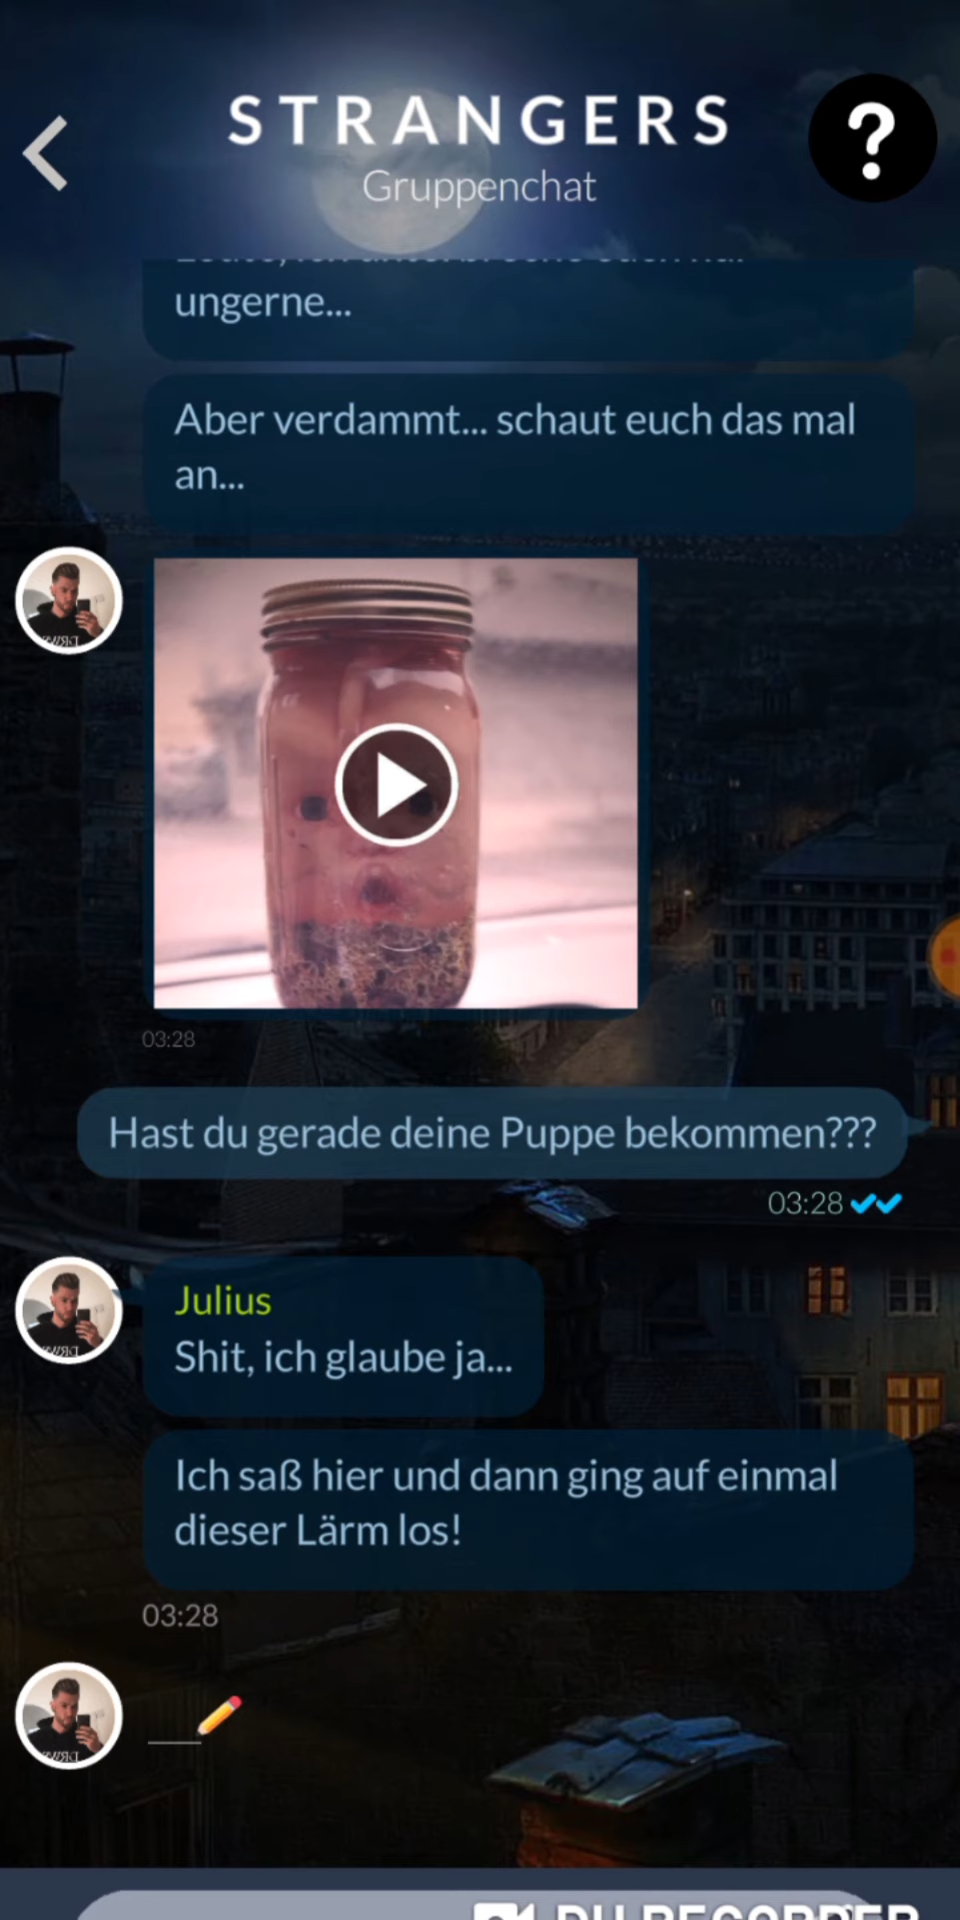 STRANGERS
Gruppenchat
ungerne...
Aber verdammt... schaut euch das mal
an...
03:28
Hast du gerade deine Puppe bekommen???
03:28
Julius
Shit, ich glaube ja...
Ich saß hier und dann ging auf einmal
dieser Lärm los!
03:28
DU RECORDER